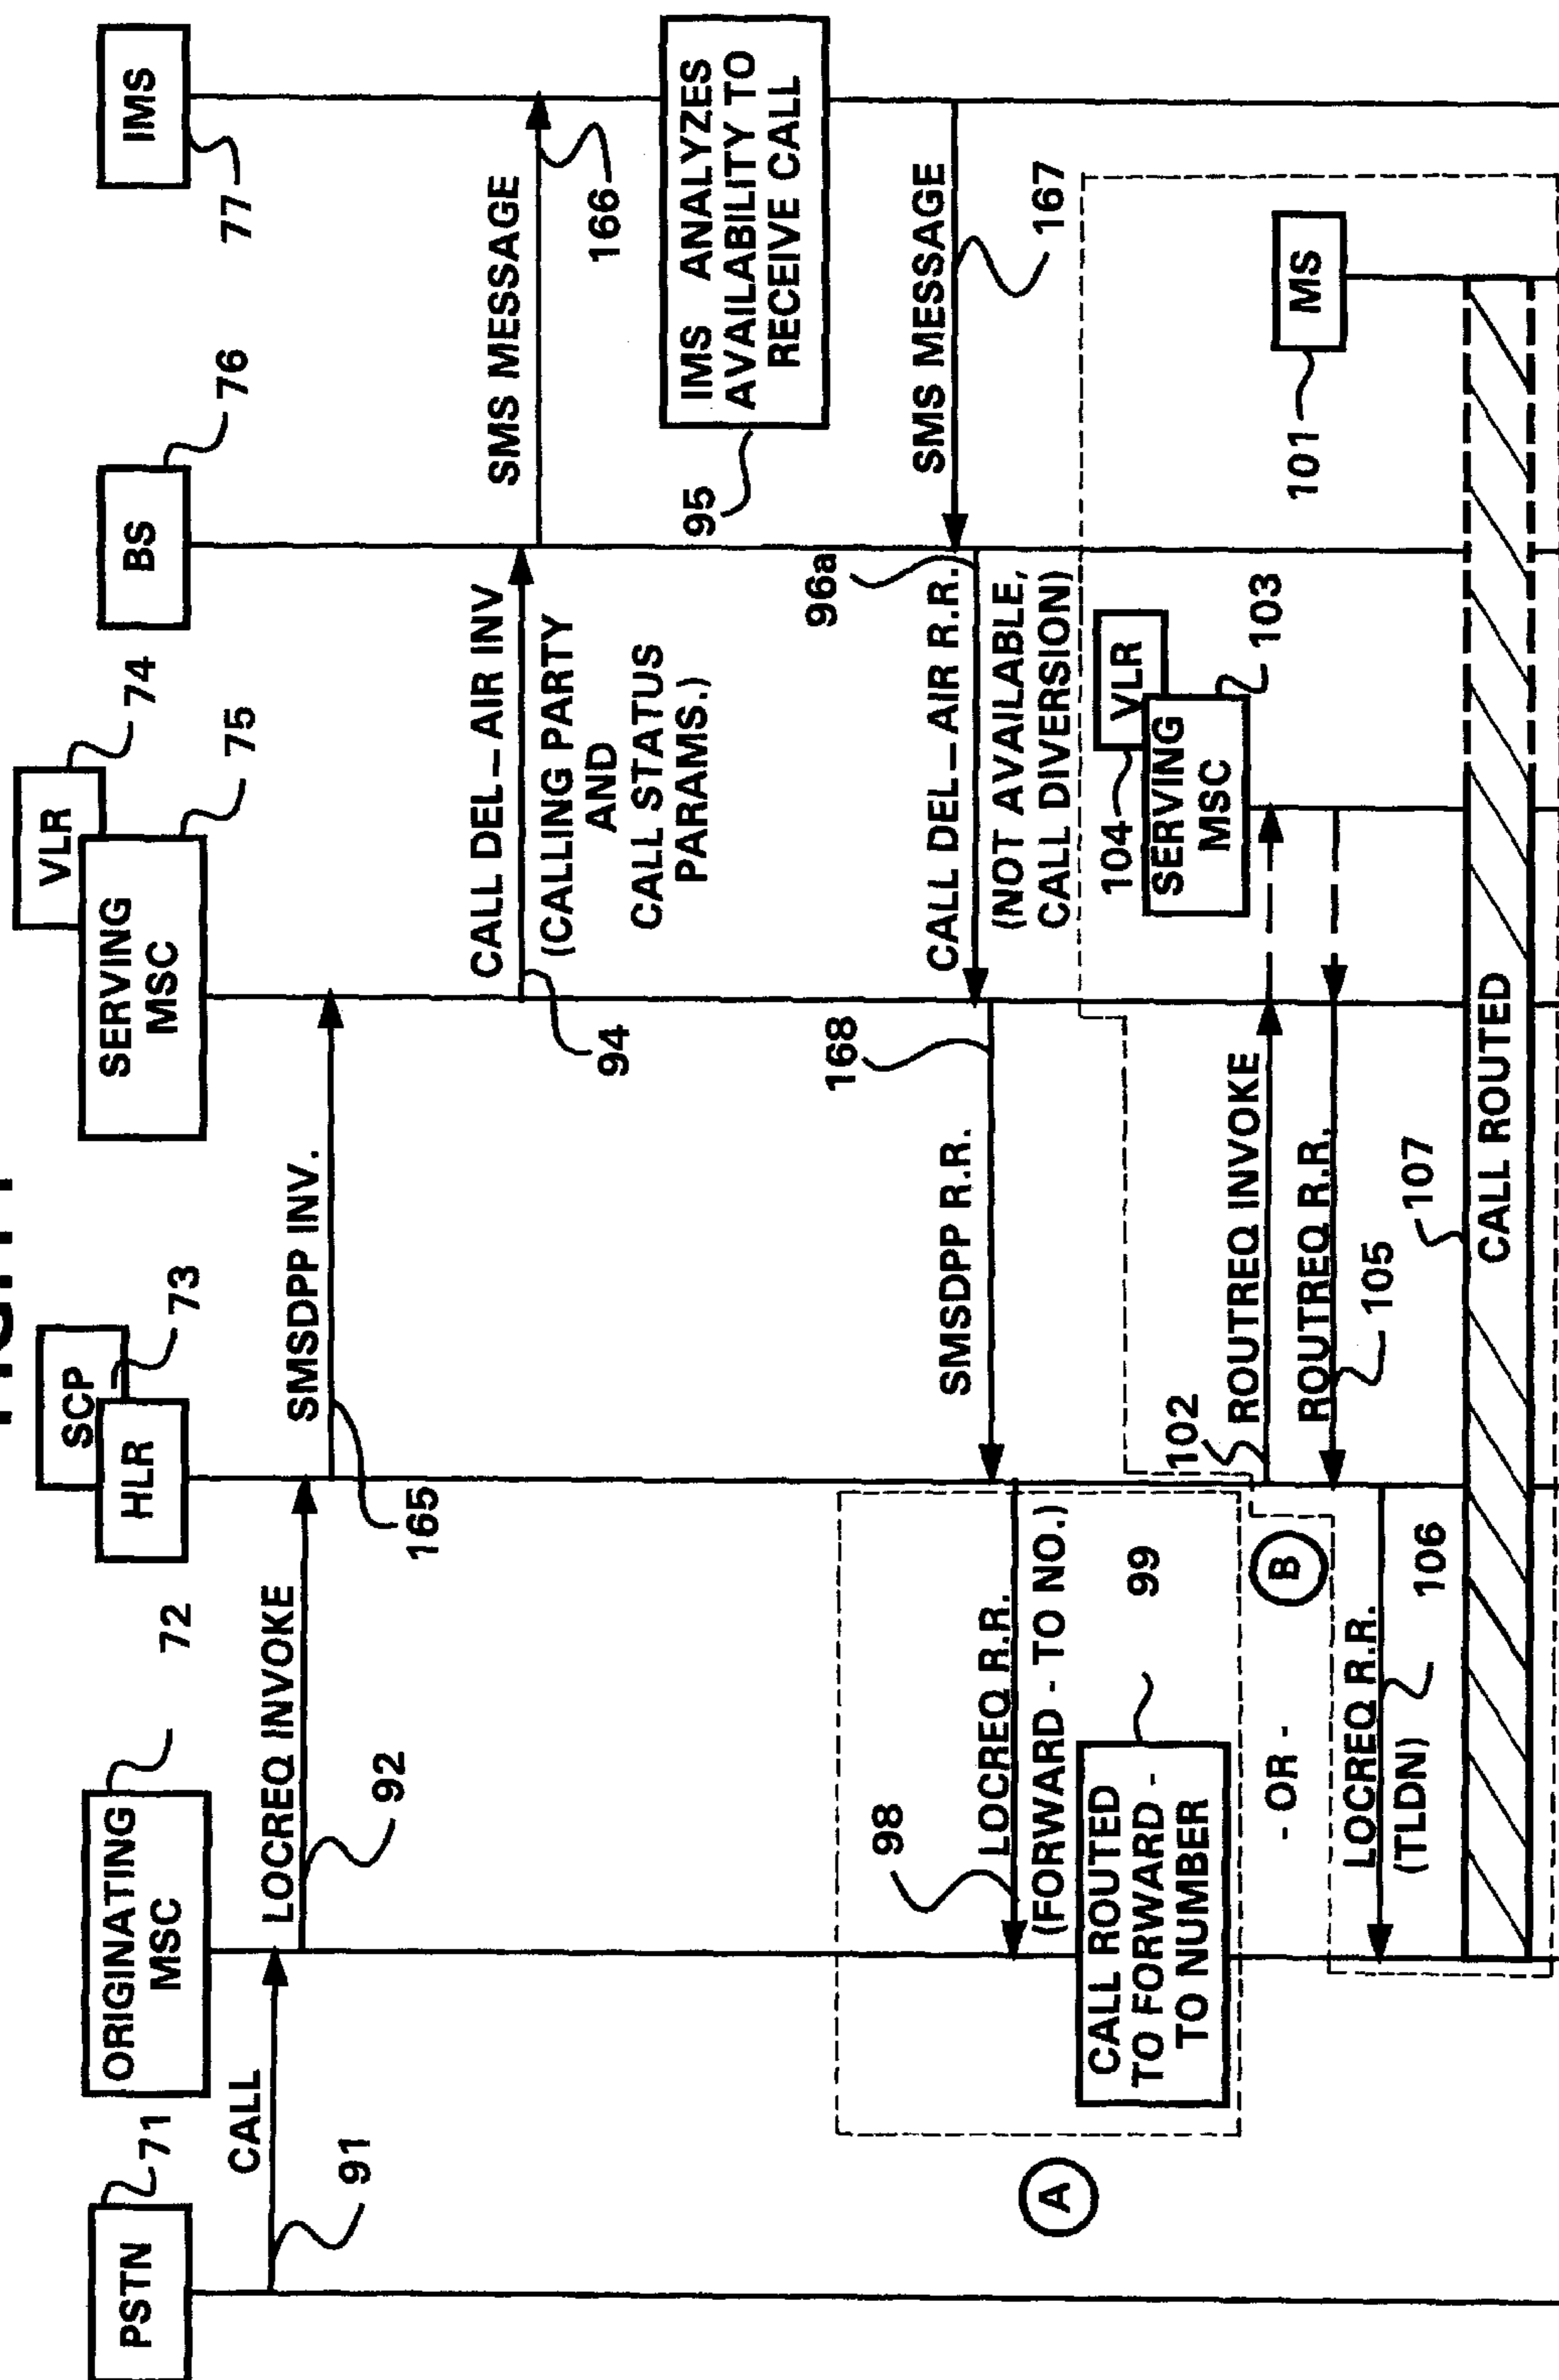 PSTN
71
ORIGINATING
MSC
72
SCP
HLR
73
VLR
74
SERVING
MSC
75
BS
76
IMS
77
CALL
91
LOCREQ INVOKE
92
SMSDPP INV.
165
CALL DEL-AIR INV
(CALLING PARTY
AND
CALL STATUS
PARAMS.)
94
SMS MESSAGE
166
IMS ANALYZES
AVAILABILITY TO
RECEIVE CALL
95
SMS MESSAGE
167
96a
CALL DEL-AIR R.R.
(NOT AVAILABLE,
CALL DIVERSION)
168
SMSDPP R.R.
98
LOCREQ R.R.
(FORWARD - TO NO.)
CALL ROUTED
TO FORWARD -
TO NUMBER
99
A
- OR -
B
VLR
104
SERVING
MSC
103
MS
101
102
ROUTREQ INVOKE
ROUTREQ R.R.
105
LOCREQ R.R.
(TLDN)
106
107
CALL ROUTED